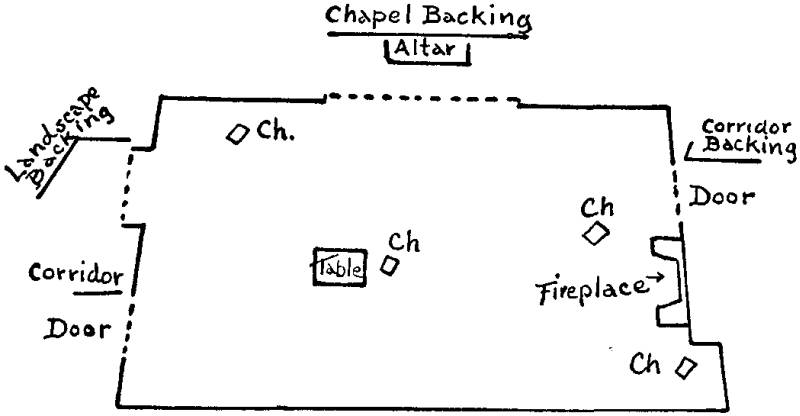 Chapel Backing
Altar
Landscape
Backing
Ch.
Corridor
Backing
Door
Ch
Ch
Table
Corridor
Fireplace
Door
Ch